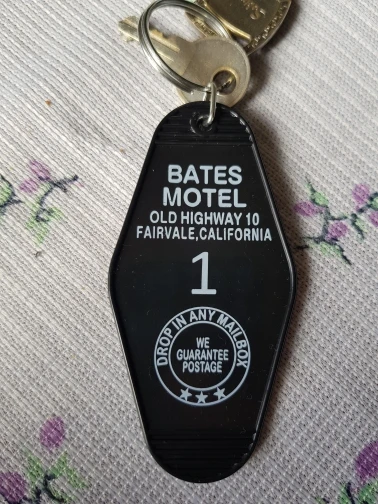 BATES
MOTEL
OLD HIGHWAY 10
FAIRVALE,CALIFORNIA
1
DROP IN ANY MAILBOX
WE
GUARANTEE
POSTAGE